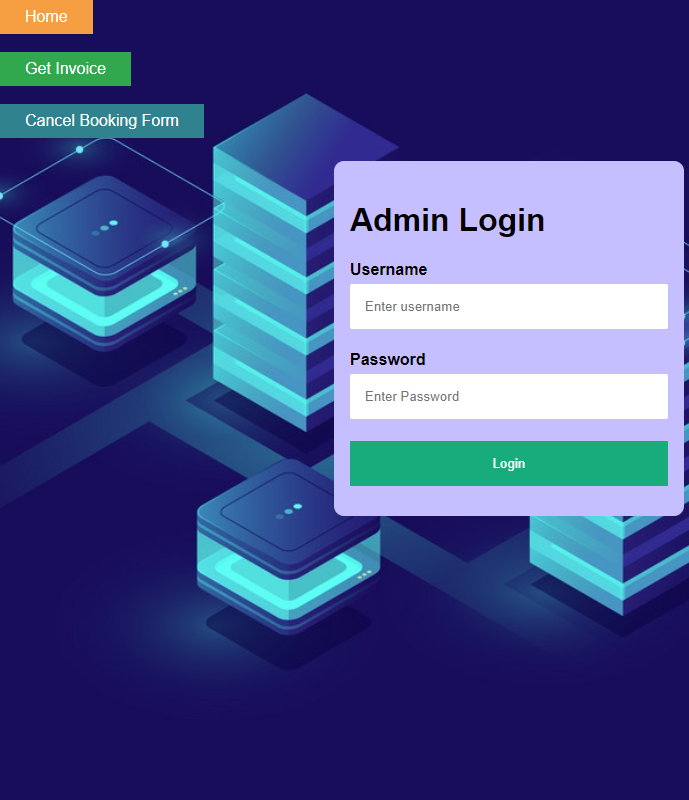 Home
Get Invoice
Cancel Booking Form
Admin Login
Username
Enter username
Password
Enter Password
Login